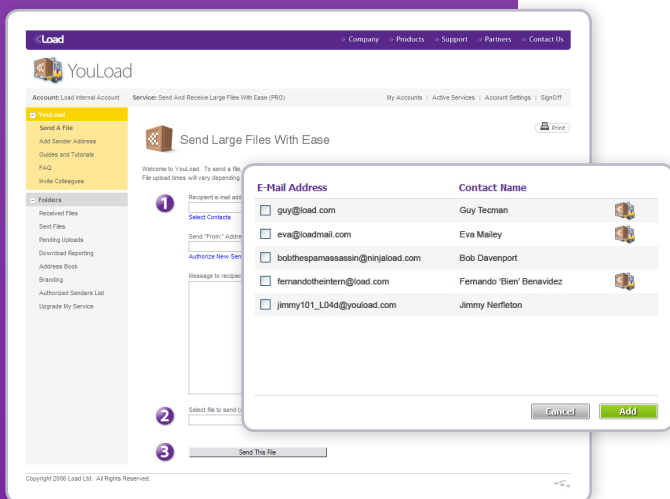 Load
Company Products Support Partners Contact Us
YouLoad
Account: Load Internal Account Service: Send And Receive Large Files With Ease (PRO) My Accounts | Active Services | Account Settings | SignOff
YouLoad
Send A File
Add Sender Address
Guides and Tutorials
FAQ
Invite Colleagues
Folders
Received Files
Sent Files
Pending Uploads
Download Reporting
Address Book
Branding
Authorized Senders List
Upgrade My Service
Print
Send Large Files With Ease
Welcome to YouLoad. To send a file,
File upload times will vary depending
1
Recipient e-mail add
Select Contacts
Send "From:" Addre
Authorize New Sen
Message to recipien
2
Select file to send (
3
Send This File
E-Mail Address Contact Name
guy@load.com Guy Tecman
eva@loadmail.com Eva Mailey
bobthespamassassin@ninjaload.com Bob Davenport
fernandotheintern@load.com Fernando 'Bien' Benavidez
jimmy101_L04d@youload.com Jimmy Nerfleton
Cancel Add
Copyright 2006 Load Ltd. All Rights Reserved.